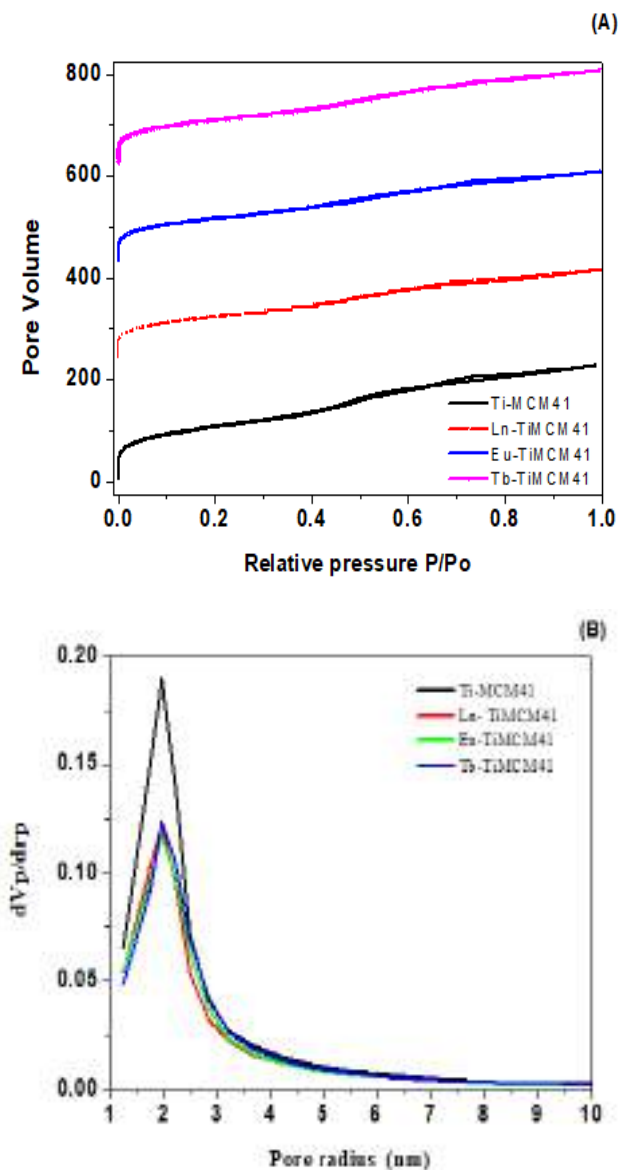 (A)
800
600
400
200
0
Pore Volume
Ti-MCM41
Ln-TiMCM41
Eu-TiMCM41
Tb-TiMCM41
0.0 0.2 0.4 0.6 0.8 1.0
Relative pressure P/Po
(B)
0.20
0.15
0.10
0.05
0.00
dVp/drp
Ti-MCM41
Ln- TiMCM41
Eu-TiMCM41
Tb-TiMCM41
1 2 3 4 5 6 7 8 9 10
Pore radius (nm)